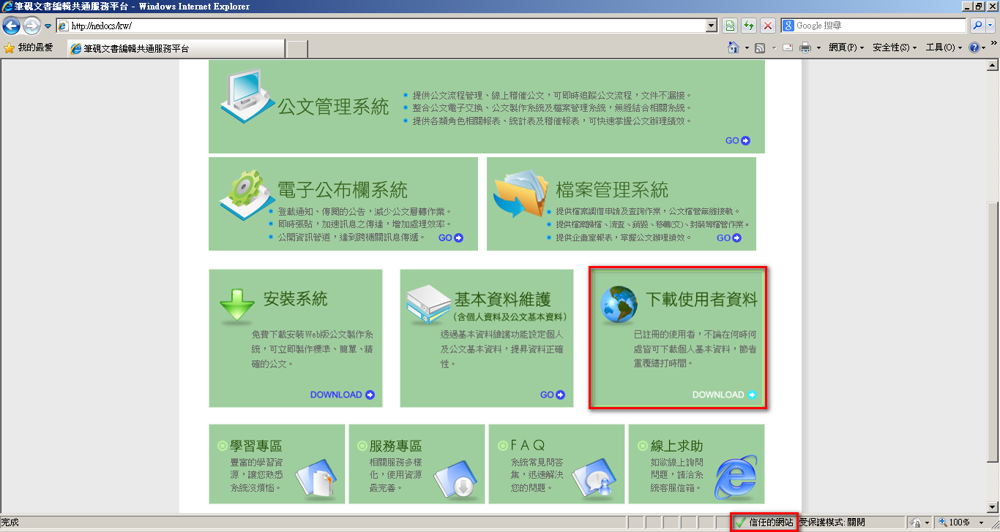 筆硯文書編輯共通服務平台 - Windows Internet Explorer
http://nedocs/kw/
Google 搜尋
我的最愛
筆硯文書編輯共通服務平台
網頁(P)
安全性(S)
工具(O)
公文管理系統
提供公文流程管理、線上稽催公文，可即時追蹤公文流程，文件不漏接。
整合公文電子交換、公文製作系統及檔案管理系統，無縫結合相關系統。
提供各類角色相關報表、統計表及稽催報表，可快速掌握公文辦理績效。
GO
電子公布欄系統
登載通知、傳閱的公告，減少公文層轉作業。
即時張貼，加速訊息之傳達，增加處理效率。
公開資訊管道，達到跨機關訊息傳遞。
GO
檔案管理系統
提供檔案調借申請及查詢作業，公文檔管無縫接軌。
提供檔案歸檔、清查、銷毀、移轉(交)、封裝等檔管作業。
提供企畫室報表，掌握公文辦理績效。
GO
安裝系統
免費下載安裝Web版公文製作系
統，可立即製作標準、簡單、精
確的公文。
DOWNLOAD
基本資料維護
(含個人資料及公文基本資料)
透過基本資料維護功能設定個人
及公文基本資料，提昇資料正確
性。
GO
下載使用者資料
已註冊的使用者，不論在何時何
處皆可下載個人基本資料，節省
重覆繕打時間。
DOWNLOAD
學習專區
豐富的學習資
源，讓您熟悉
系統沒煩惱。
服務專區
相關服務多樣
化，使用資源
最完善。
FAQ
系統常見問答
集，迅速解決
您的問題。
線上求助
如欲線上詢問
問題，請洽系
統客服信箱。
完成
信任的網站
受保護模式: 關閉
100%